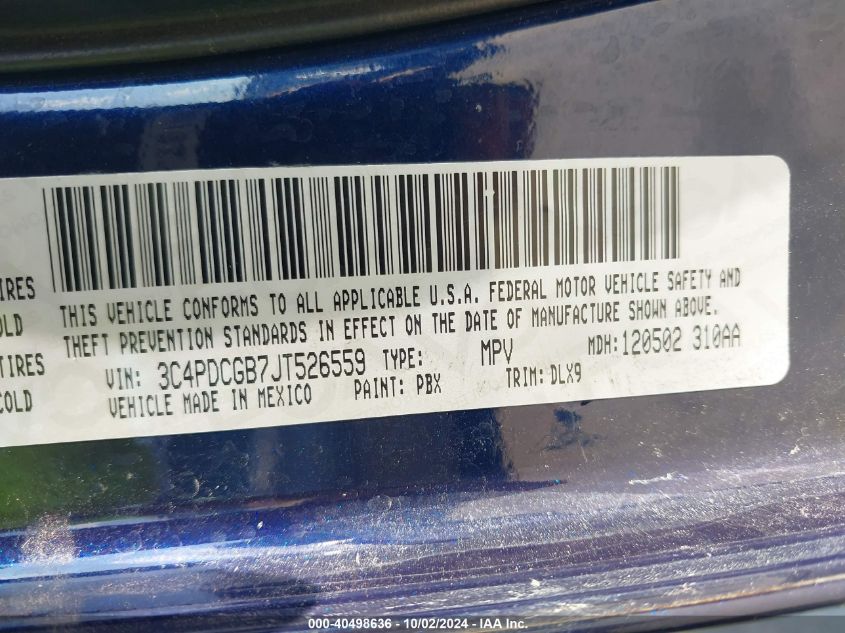 IRES
OLD
TIRES
COLD
THIS VEHICLE CONFORMS TO ALL APPLICABLE U.S.A. FEDERAL MOTOR VEHICLE SAFETY AND
THEFT PREVENTION STANDARDS IN EFFECT ON THE DATE OF MANUFACTURE SHOWN ABOVE.
VIN: 3C4PDCGB7JT526559 TYPE: MPV MDH: 120502 310AA
VEHICLE MADE IN MEXICO PAINT: PBX TRIM: DLX9
000-40498636 - 10/02/2024 - IAA Inc.